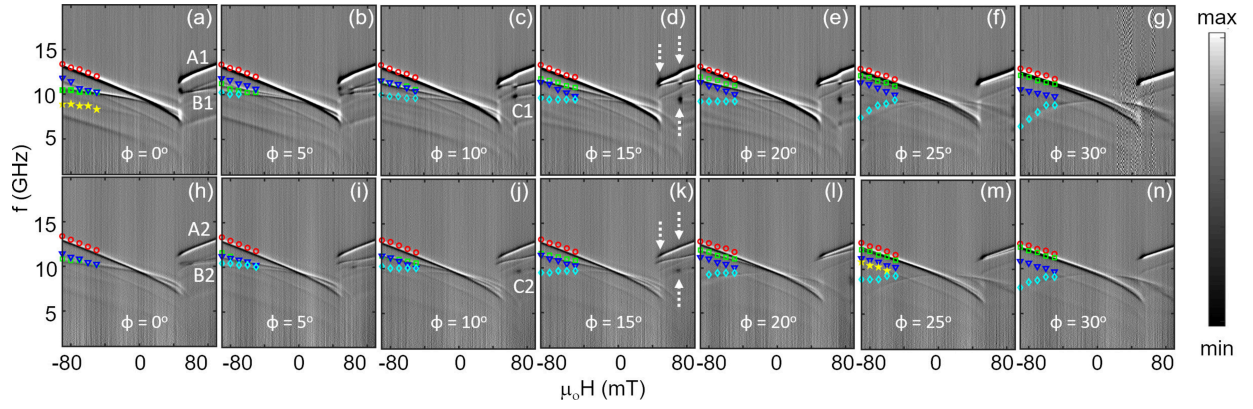 (a) (b) (c) (d) (e) (f) (g) max
15 A1
10 B1 C1
5 ϕ = 0° ϕ = 5° ϕ = 10° ϕ = 15° ϕ = 20° ϕ = 25° ϕ = 30°
f (GHz)
(h) (i) (j) (k) (l) (m) (n)
15 A2
10 B2 C2
5 ϕ = 0° ϕ = 5° ϕ = 10° ϕ = 15° ϕ = 20° ϕ = 25° ϕ = 30°
min
-80 0 80 -80 0 80 -80 0 80 -80 0 80 -80 0 80 -80 0 80 -80 0 80
μ₀H (mT)